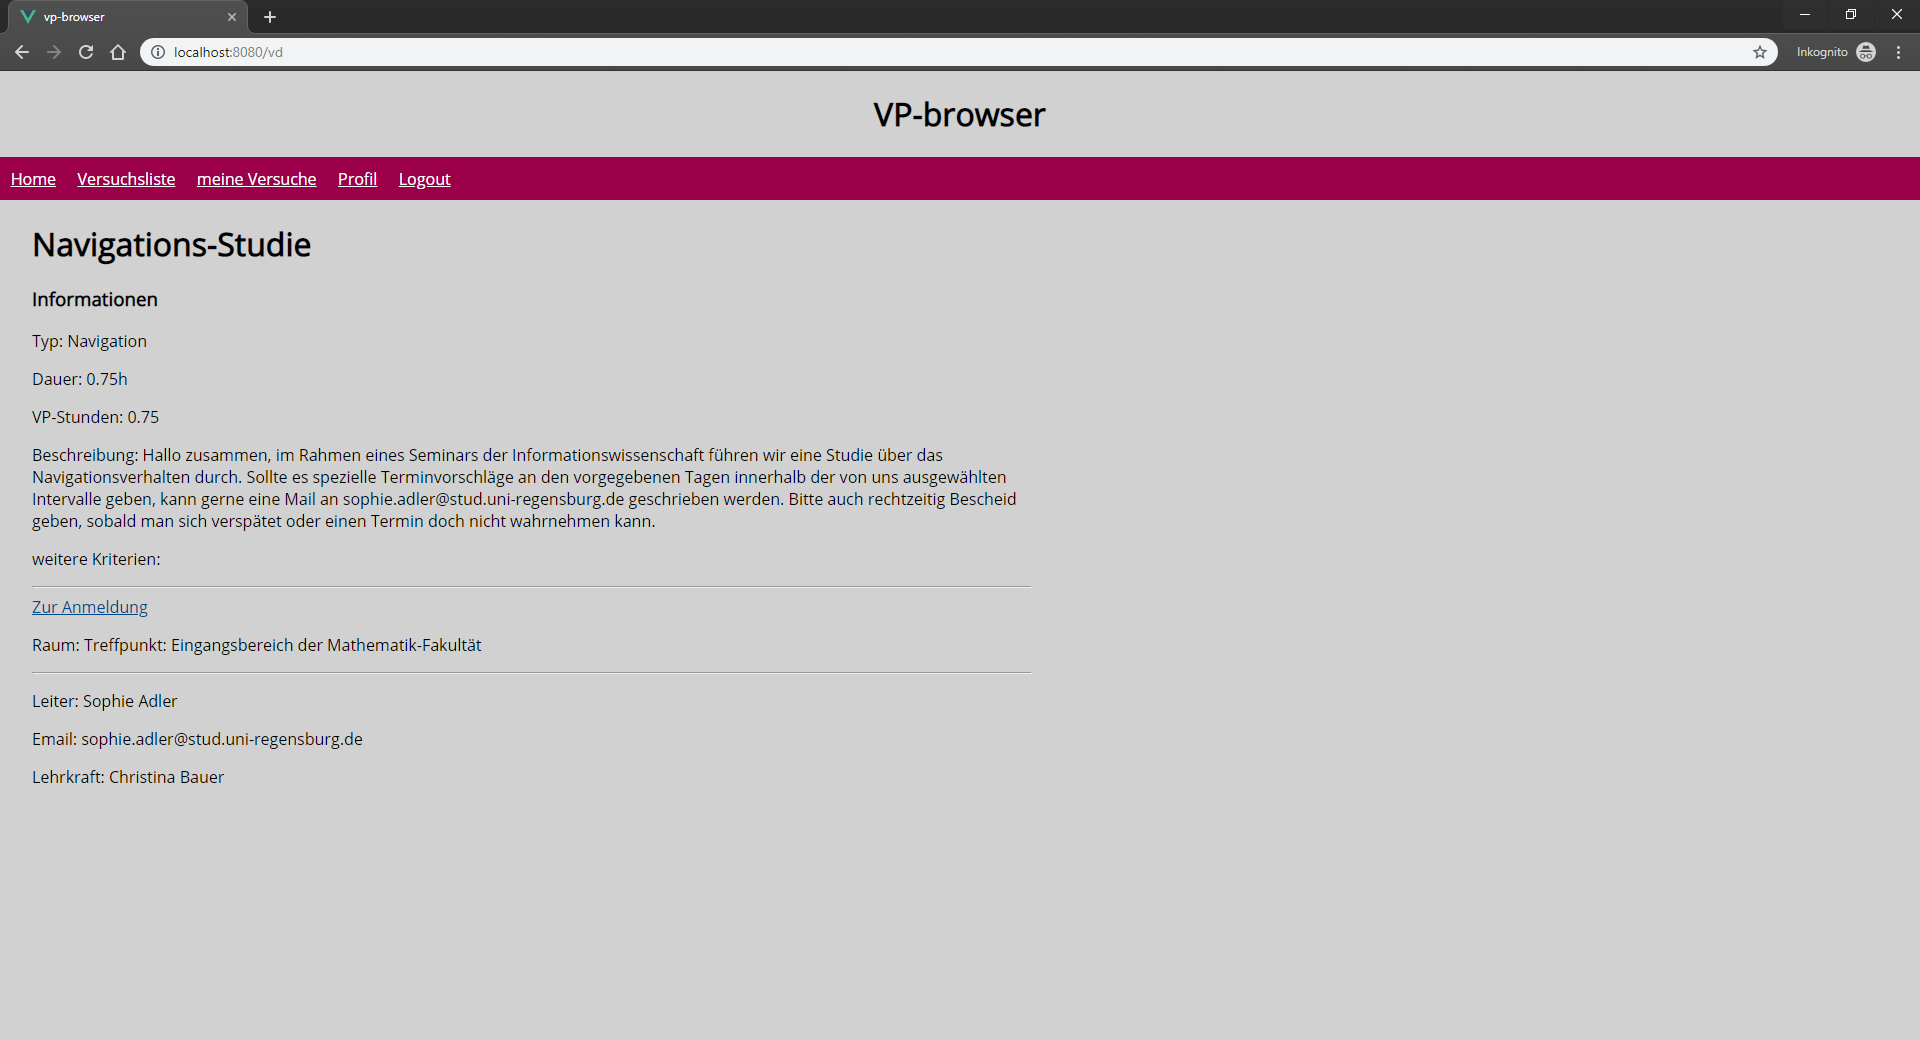 vp-browser
localhost:8080/vd
Inkognito
VP-browser
Home Versuchsliste meine Versuche Profil Logout
Navigations-Studie
Informationen
Typ: Navigation
Dauer: 0.75h
VP-Stunden: 0.75
Beschreibung: Hallo zusammen, im Rahmen eines Seminars der Informationswissenschaft führen wir eine Studie über das
Navigationsverhalten durch. Sollte es spezielle Terminvorschläge an den vorgegebenen Tagen innerhalb der von uns ausgewählten
Intervalle geben, kann gerne eine Mail an sophie.adler@stud.uni-regensburg.de geschrieben werden. Bitte auch rechtzeitig Bescheid
geben, sobald man sich verspätet oder einen Termin doch nicht wahrnehmen kann.
weitere Kriterien:
Zur Anmeldung
Raum: Treffpunkt: Eingangsbereich der Mathematik-Fakultät
Leiter: Sophie Adler
Email: sophie.adler@stud.uni-regensburg.de
Lehrkraft: Christina Bauer